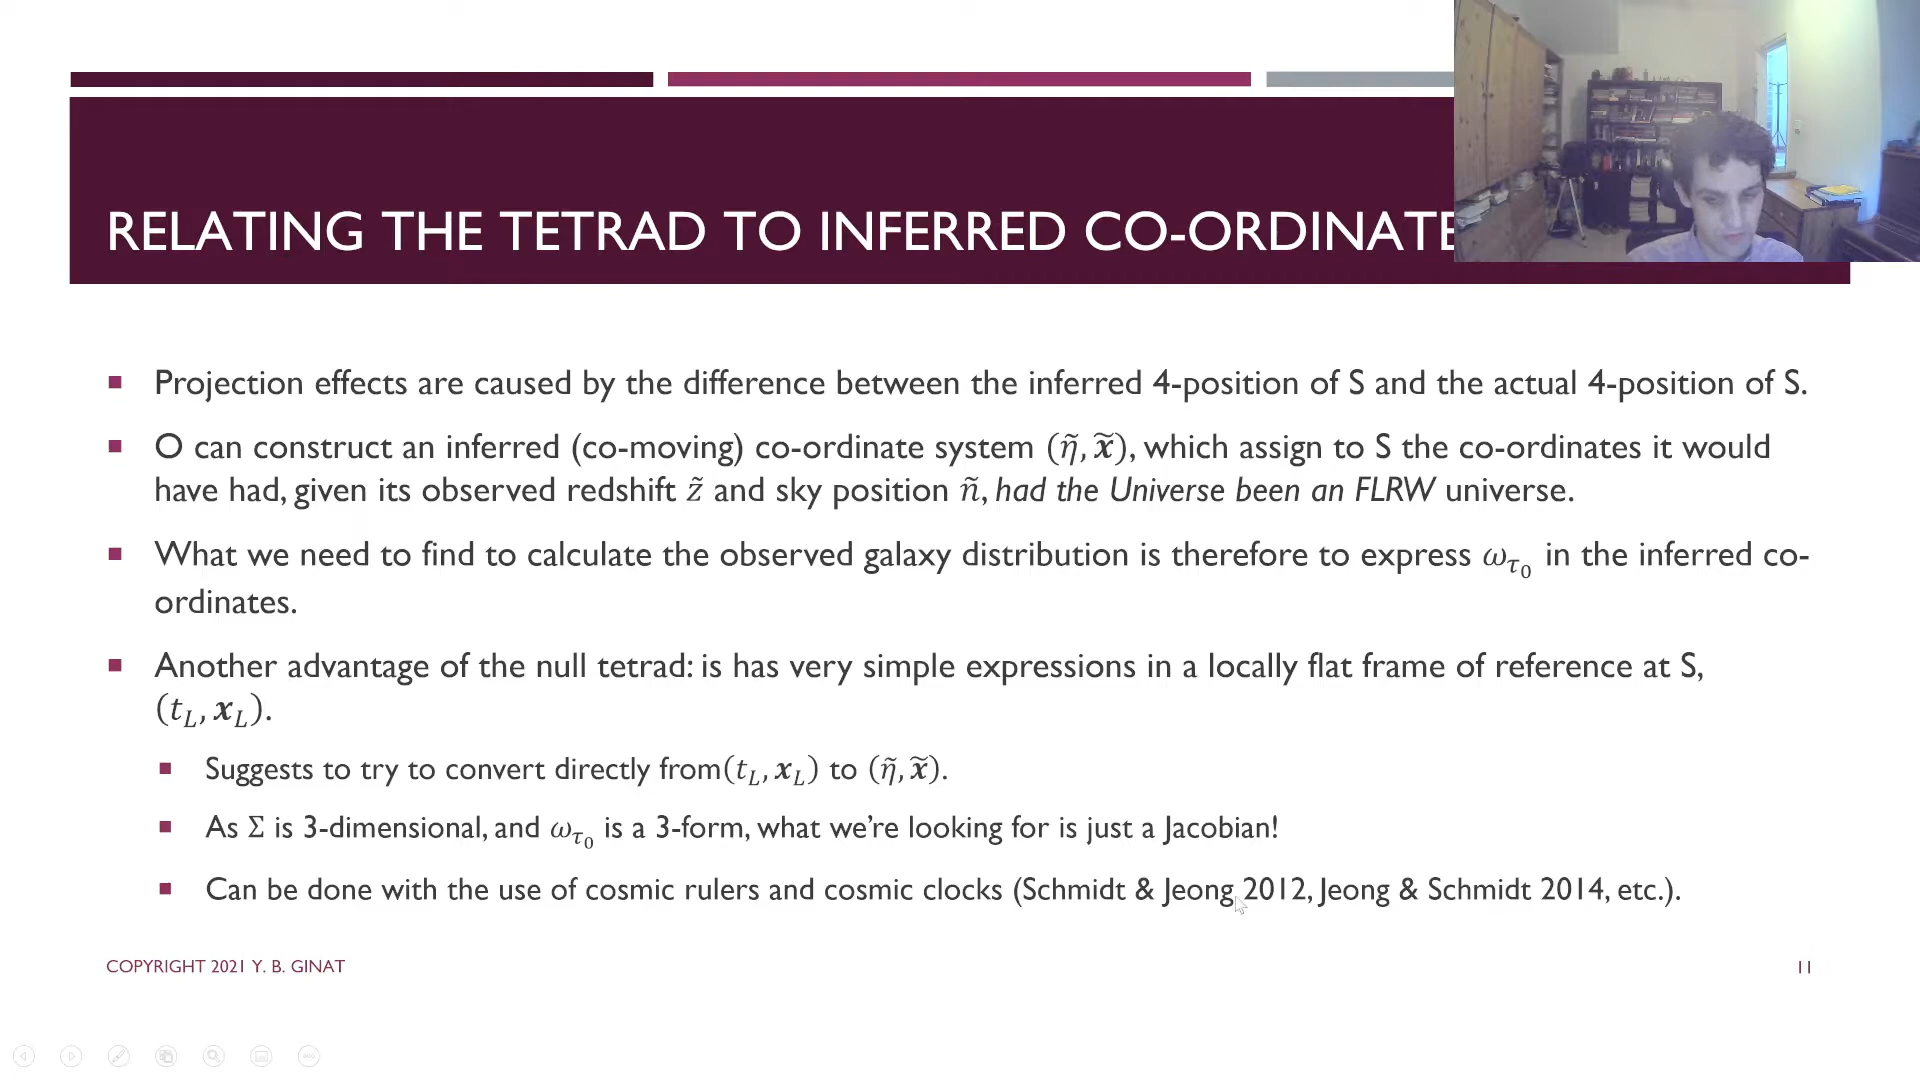 RELATING THE TETRAD TO INFERRED CO-ORDINATE
▪ Projection effects are caused by the difference between the inferred 4-position of S and the actual 4-position of S.
▪ O can construct an inferred (co-moving) co-ordinate system (η̃, x̃), which assign to S the co-ordinates it would
have had, given its observed redshift z̃ and sky position ñ, had the Universe been an FLRW universe.
▪ What we need to find to calculate the observed galaxy distribution is therefore to express ω_{τ_0} in the inferred co-
ordinates.
▪ Another advantage of the null tetrad: is has very simple expressions in a locally flat frame of reference at S,
(t_L, x_L).
▪ Suggests to try to convert directly from(t_L, x_L) to (η̃, x̃).
▪ As Σ is 3-dimensional, and ω_{τ_0} is a 3-form, what we're looking for is just a Jacobian!
▪ Can be done with the use of cosmic rulers and cosmic clocks (Schmidt & Jeong 2012, Jeong & Schmidt 2014, etc.).
COPYRIGHT 2021 Y. B. GINAT
11